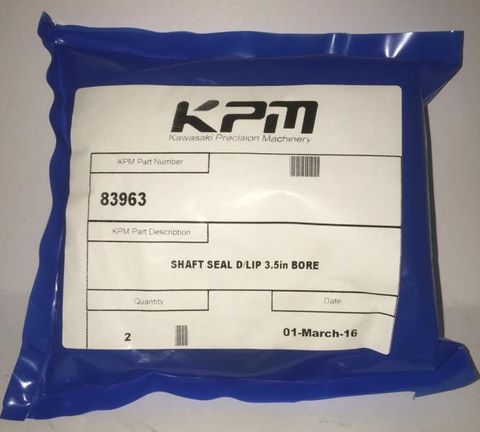 KPM
Kawasaki Precision Machinery
KPM Part Number
83963
KPM Part Description
SHAFT SEAL D/LIP 3.5in BORE
Quantity
Date
2
01-March-16